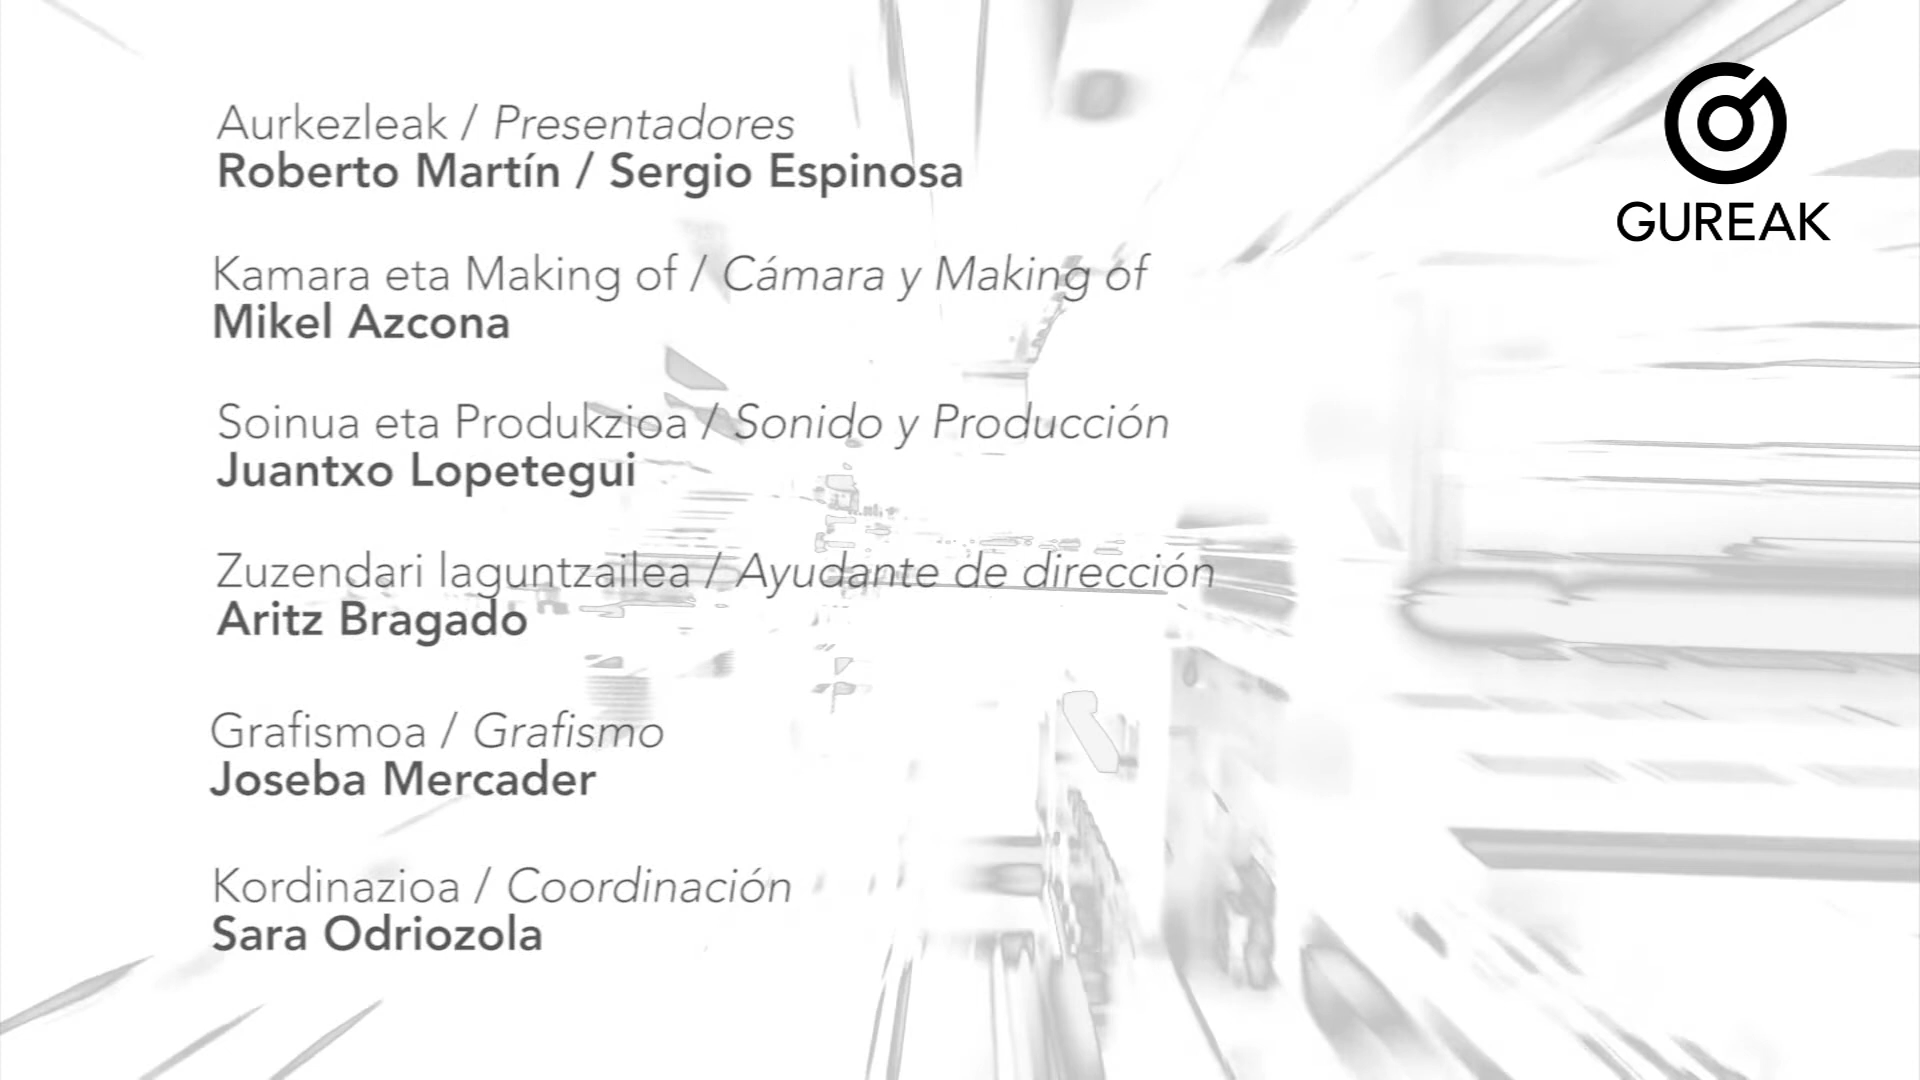 Aurkezleak / Presentadores
Roberto Martín / Sergio Espinosa
GUREAK
Kamara eta Making of / Cámara y Making of
Mikel Azcona
Soinua eta Produkzioa / Sonido y Producción
Juantxo Lopetegui
Zuzendari laguntzailea / Ayudante de dirección
Aritz Bragado
Grafismoa / Grafismo
Joseba Mercader
Kordinazioa / Coordinación
Sara Odriozola